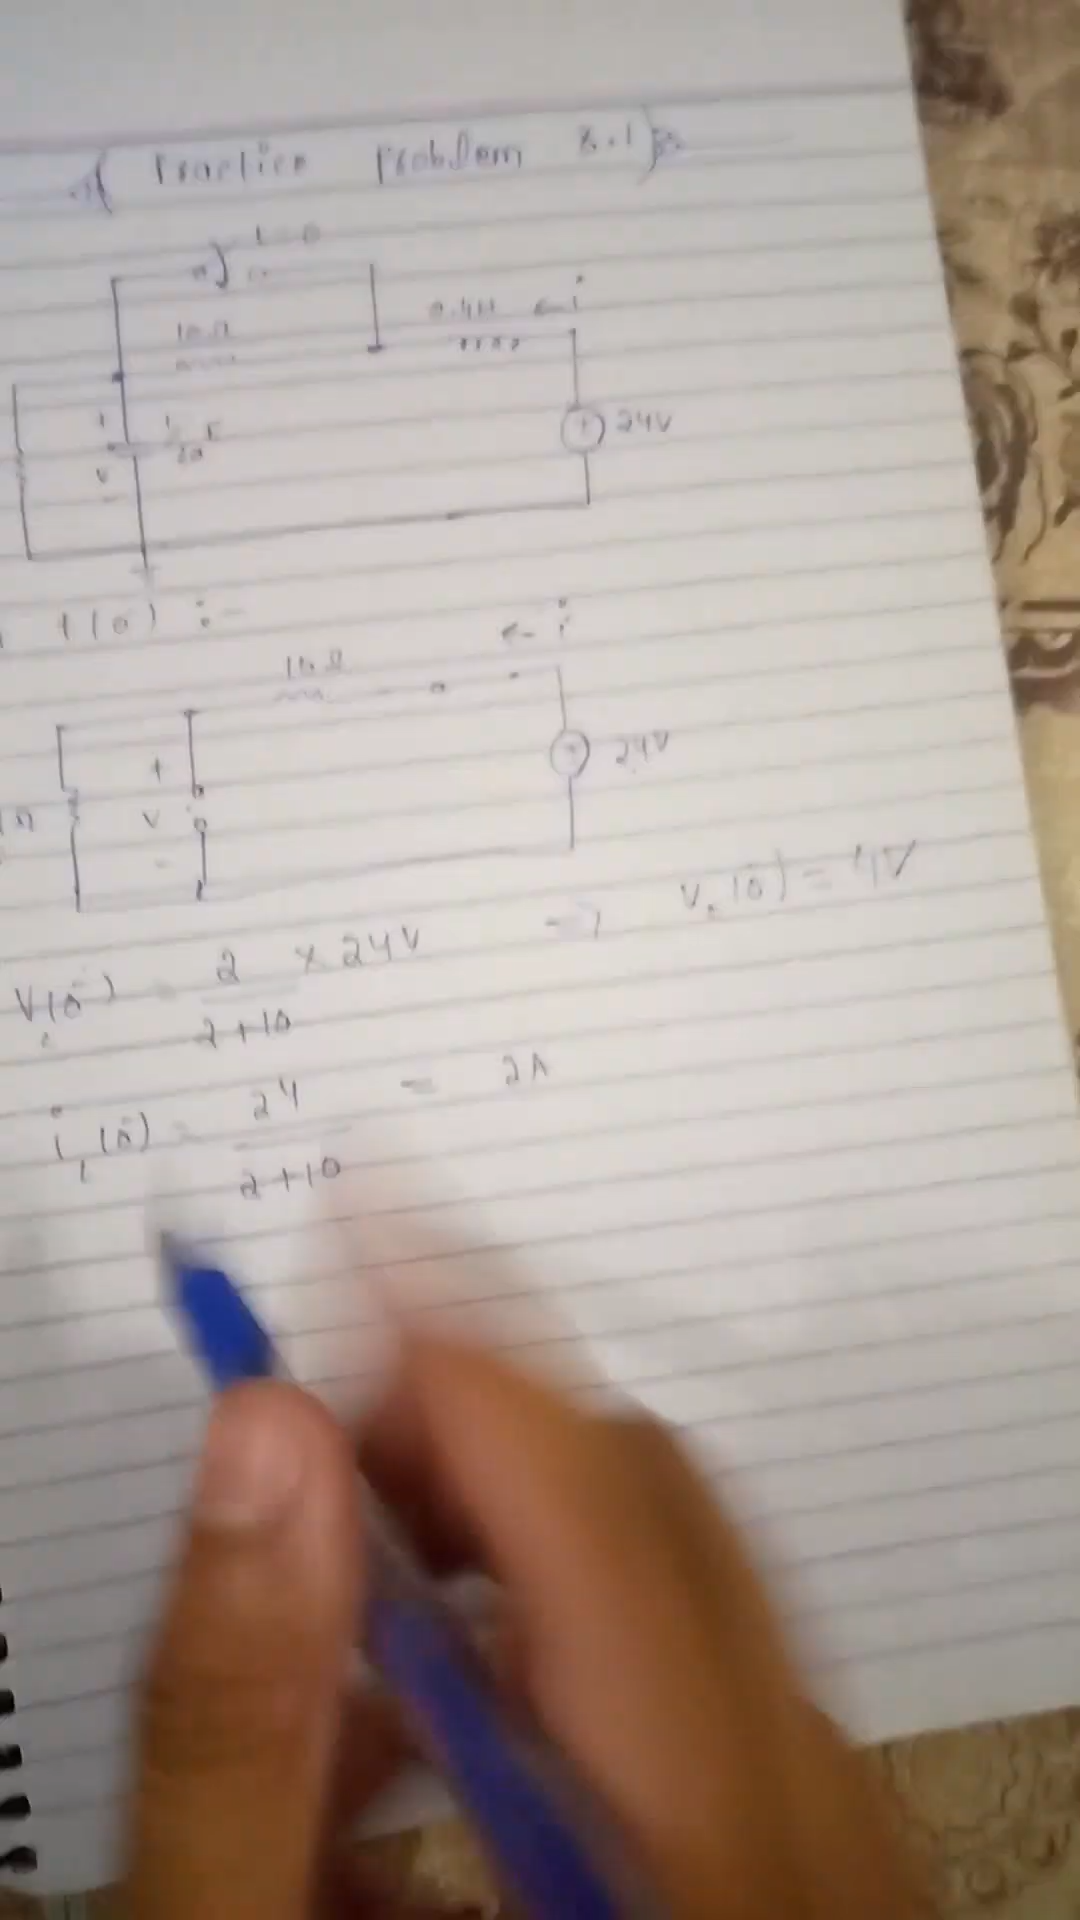 Practice Problem 8.1
t=0
10Ω 0.4H ← i
+ 1/20 F 24V
v
-
t(0⁻) :-
← i
10Ω
+ 24V
v
-
V(0⁻) = 2/(2+10) × 24V => V(0⁻) = 4V
i(0⁻) = 24/(2+10) = 2A